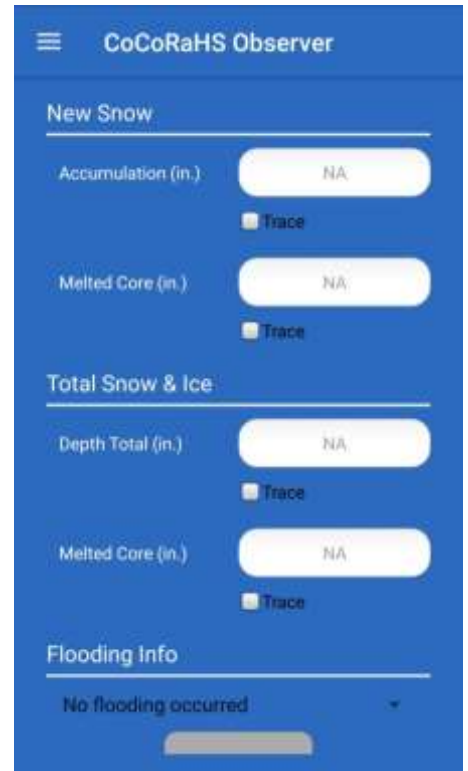 CoCoRaHS Observer
New Snow
Accumulation (in.) NA
Trace
Melted Core (in.) NA
Trace
Total Snow & Ice
Depth Total (in.) NA
Trace
Melted Core (in.) NA
Trace
Flooding Info
No flooding occurred